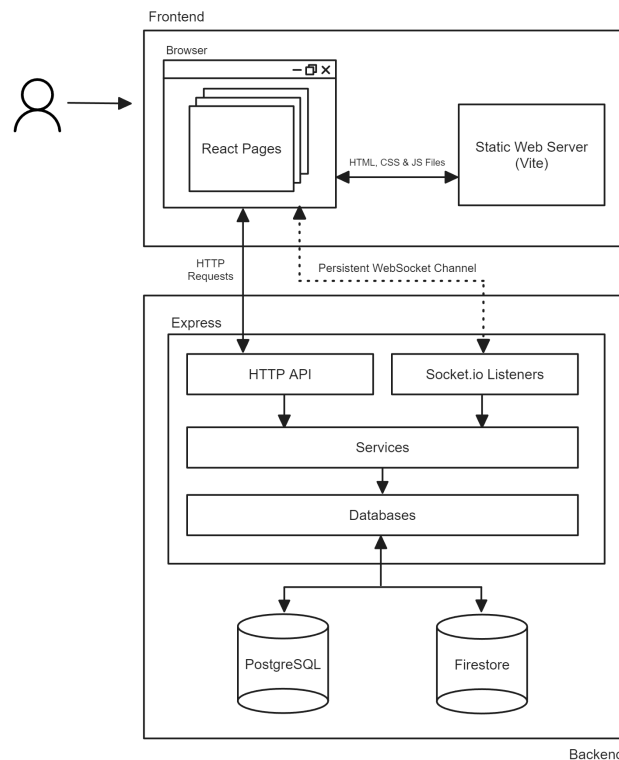 Frontend
Browser
React Pages
HTML, CSS & JS Files
Static Web Server
(Vite)
HTTP
Requests
Persistent WebSocket Channel
Express
HTTP API
Socket.io Listeners
Services
Databases
PostgreSQL
Firestore
Backend